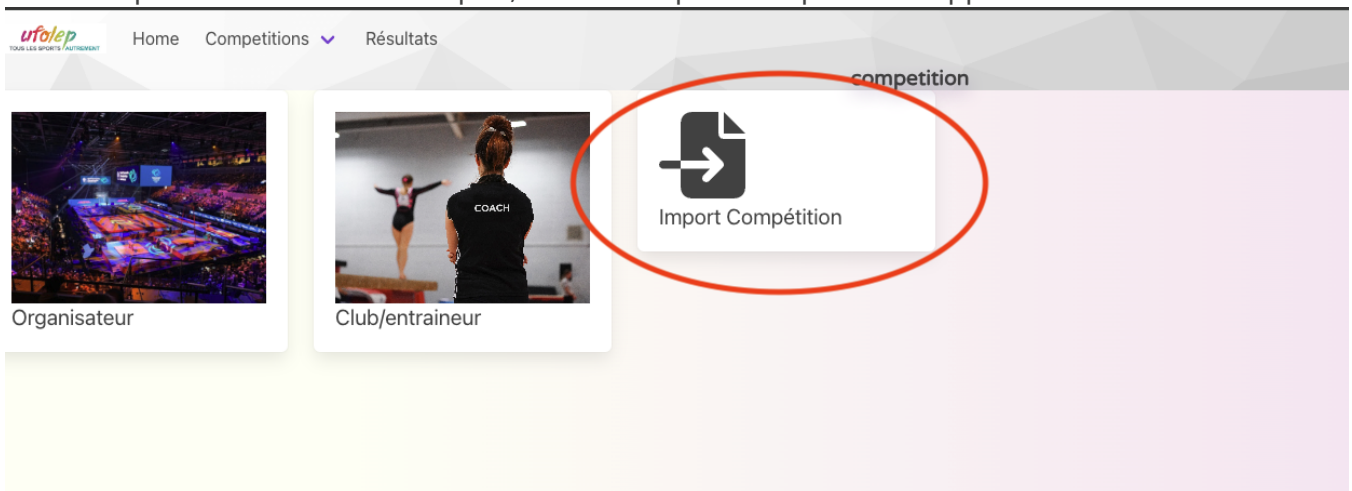 ufolep
TOUS LES SPORTS AUTREMENT
Home
Competitions
Résultats
competition
COACH
Import Compétition
Organisateur
Club/entraineur